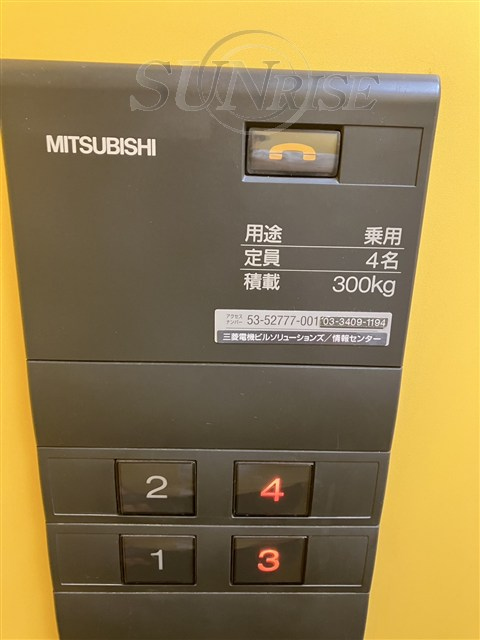 SUNRISE
MITSUBISHI
用途 乗用
定員 4名
積載 300kg
アクセスナンバー 53-52777-001 03-3409-1194
三菱電機ビルソリューションズ/情報センター
2 4
1 3